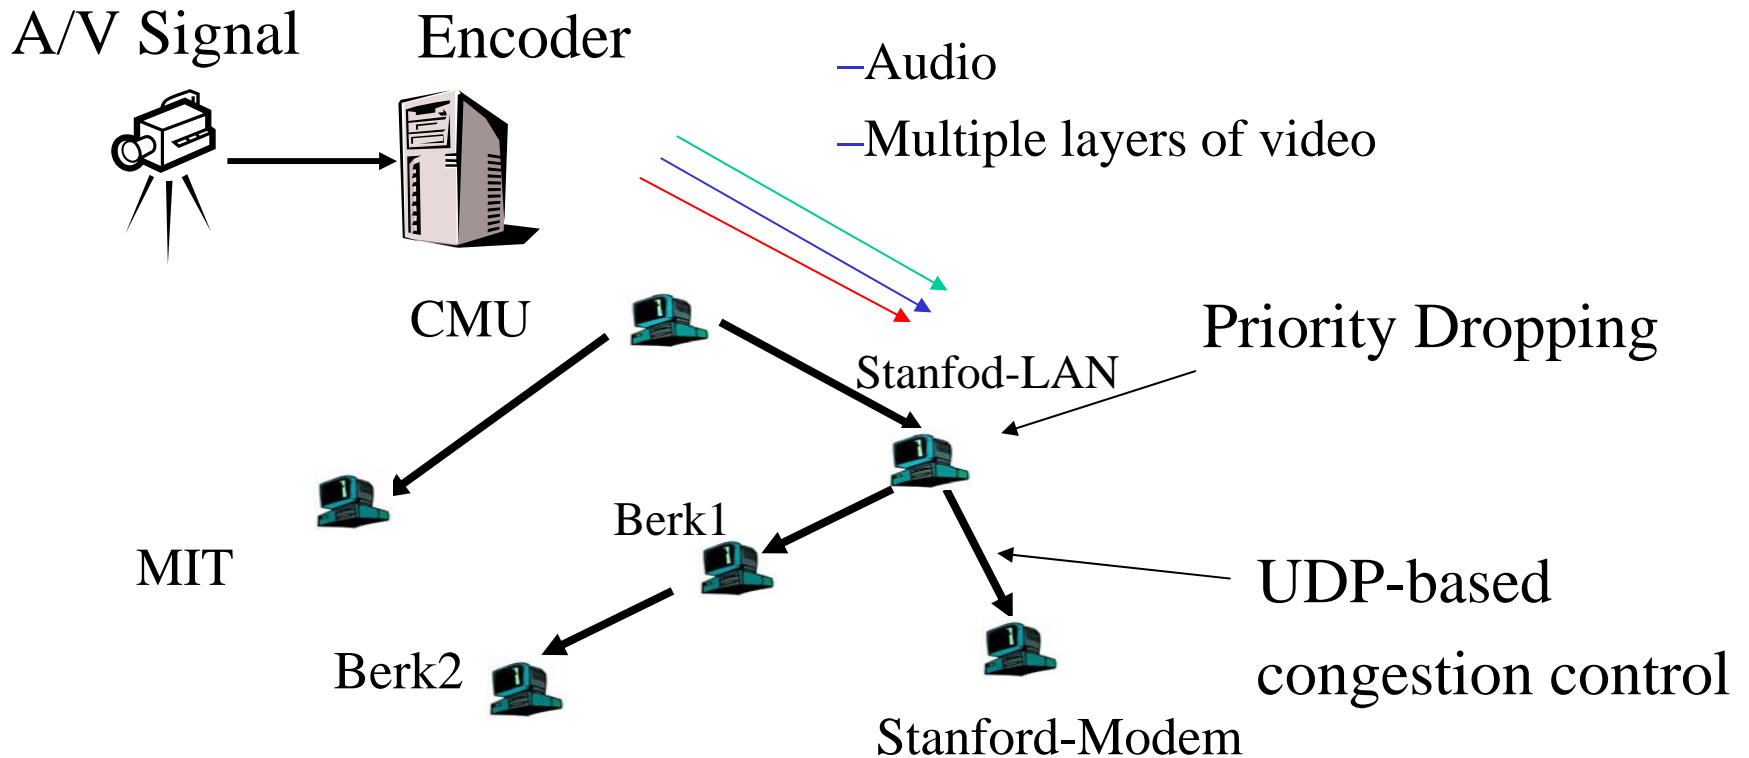 A/V Signal
Encoder
–Audio
–Multiple layers of video
CMU
Priority Dropping
Stanfod-LAN
Berk1
MIT
UDP-based
congestion control
Berk2
Stanford-Modem